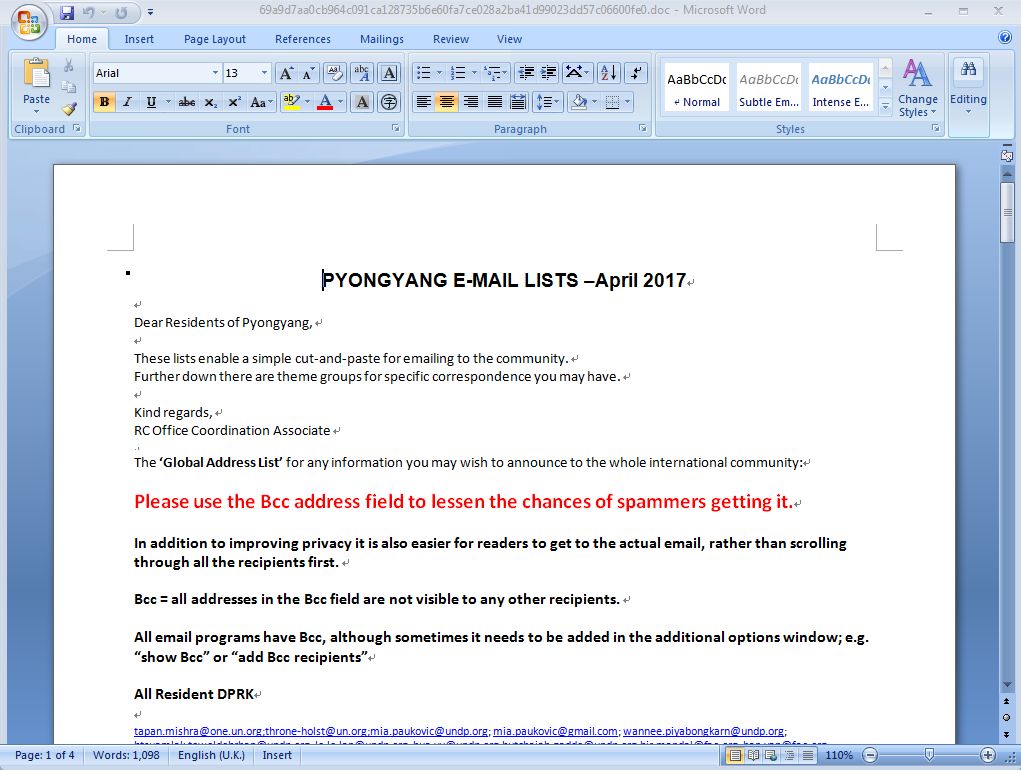 69a9d7aa0cb964c091ca128735b6e60fa7ce028a2ba41d99023dd57c06600fe0.doc - Microsoft Word
Home Insert Page Layout References Mailings Review View
Arial 13
AaBbCcDc AaBbCcDc AaBbCcDc
Paste
Normal Subtle Em... Intense E... Change Styles Editing
Clipboard Font Paragraph Styles
PYONGYANG E-MAIL LISTS –April 2017
Dear Residents of Pyongyang,
These lists enable a simple cut-and-paste for emailing to the community.
Further down there are theme groups for specific correspondence you may have.
Kind regards,
RC Office Coordination Associate
The ‘Global Address List’ for any information you may wish to announce to the whole international community:
Please use the Bcc address field to lessen the chances of spammers getting it.
In addition to improving privacy it is also easier for readers to get to the actual email, rather than scrolling
through all the recipients first.
Bcc = all addresses in the Bcc field are not visible to any other recipients.
All email programs have Bcc, although sometimes it needs to be added in the additional options window; e.g.
“show Bcc” or “add Bcc recipients”
All Resident DPRK
tapan.mishra@one.un.org;throne-holst@un.org;mia.paukovic@undp.org; mia.paukovic@gmail.com; wannee.piyabongkarn@undp.org;
Page: 1 of 4 Words: 1,098 English (U.K.) Insert 110%